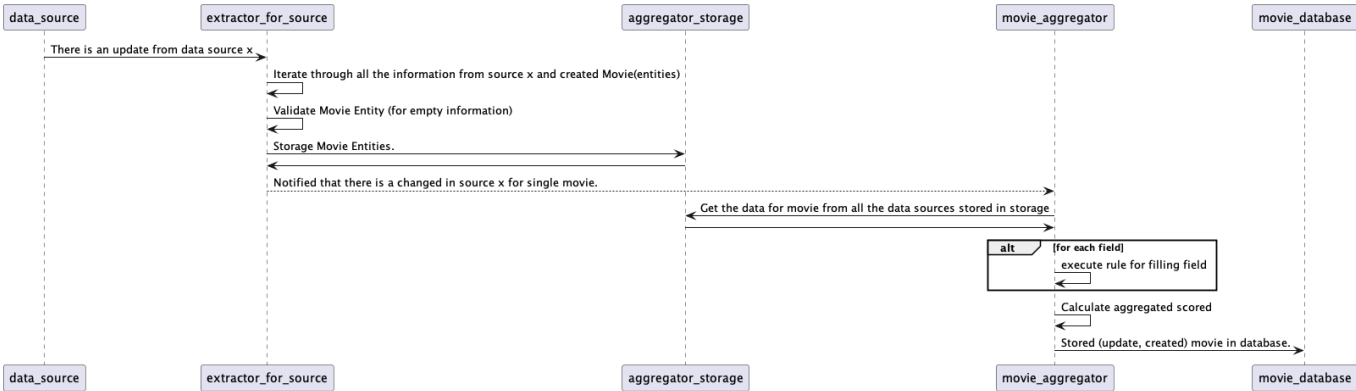 data_source
extractor_for_source
aggregator_storage
movie_aggregator
movie_database
There is an update from data source x
Iterate through all the information from source x and created Movie(entities)
Validate Movie Entity (for empty information)
Storage Movie Entities.
Notified that there is a changed in source x for single movie.
Get the data for movie from all the data sources stored in storage
alt
[for each field]
execute rule for filling field
Calculate aggregated scored
Stored (update, created) movie in database.
data_source
extractor_for_source
aggregator_storage
movie_aggregator
movie_database